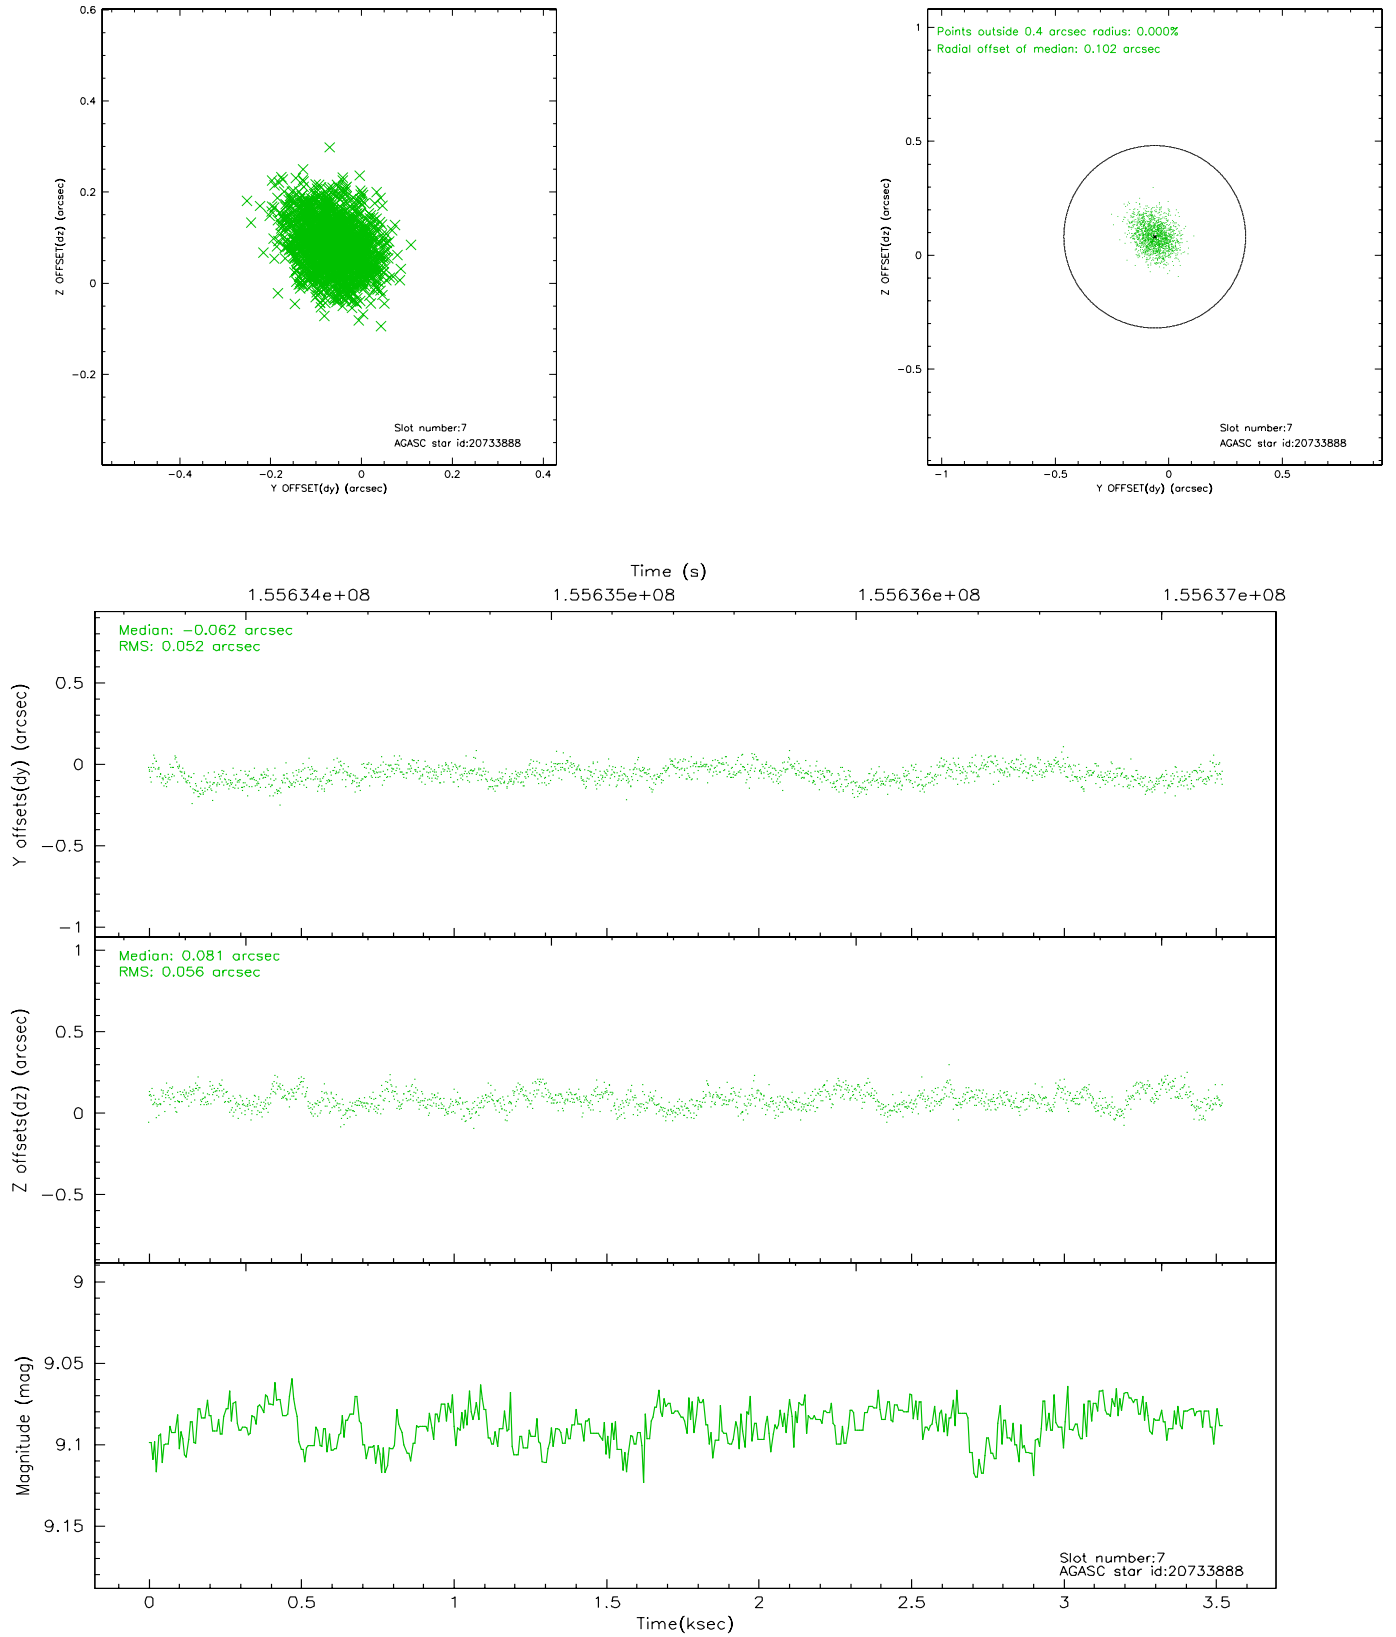 0.6
0.4
0.2
0
−0.2
Z OFFSET(dz) (arcsec)
Slot number:7
AGASC star id:20733888
−0.4 −0.2 0 0.2 0.4
Y OFFSET(dy) (arcsec)
Points outside 0.4 arcsec radius: 0.000%
Radial offset of median: 0.102 arcsec
1
0.5
0
−0.5
Z OFFSET(dz) (arcsec)
Slot number:7
AGASC star id:20733888
−1 −0.5 0 0.5
Y OFFSET(dy) (arcsec)
Time (s)
1.55634e+08 1.55635e+08 1.55636e+08 1.55637e+08
Median: −0.062 arcsec
RMS: 0.052 arcsec
0.5
0
−0.5
−1
Y offsets(dy) (arcsec)
Median: 0.081 arcsec
RMS: 0.056 arcsec
1
0.5
0
−0.5
Z offsets(dz) (arcsec)
9
9.05
9.1
9.15
Magnitude (mag)
Slot number:7
AGASC star id:20733888
0 0.5 1 1.5 2 2.5 3 3.5
Time(ksec)